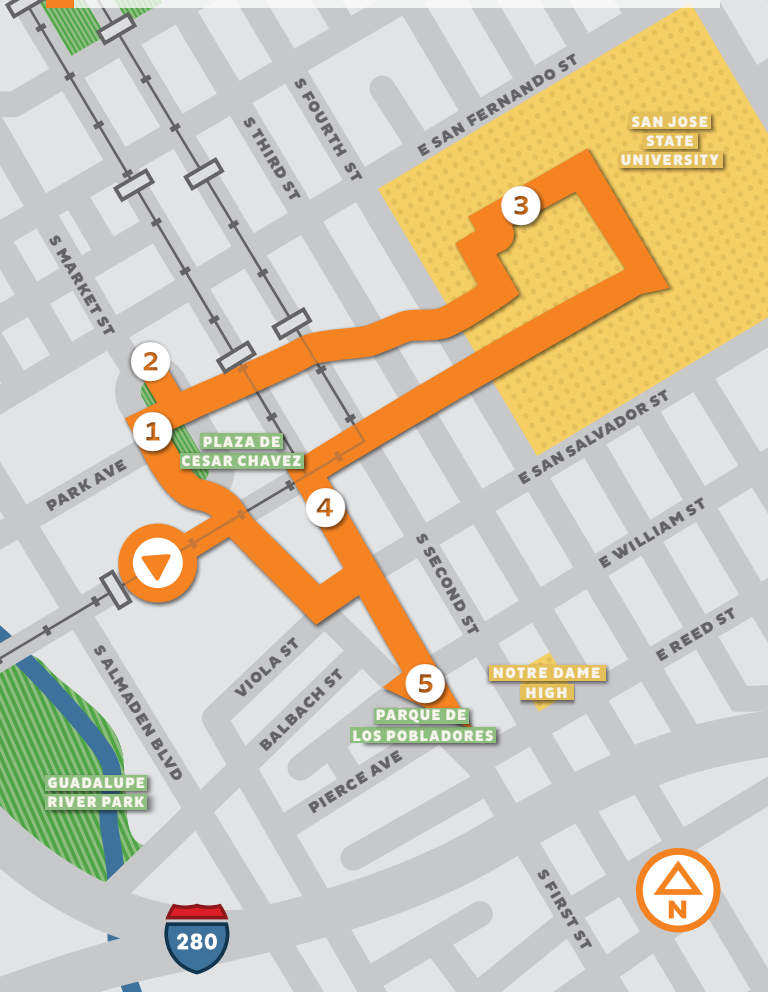 E SAN FERNANDO ST
S FOURTH ST
S THIRD ST
SAN JOSE
STATE
UNIVERSITY
3
S MARKET ST
2
1
PLAZA DE
CESAR CHAVEZ
PARK AVE
E SAN SALVADOR ST
4
E WILLIAM ST
S SECOND ST
E REED ST
VIOLA ST
S ALMADEN BLVD
BALBACH ST
5
NOTRE DAME
HIGH
PARQUE DE
LOS POBLADORES
PIERCE AVE
GUADALUPE
RIVER PARK
S FIRST ST
N
280